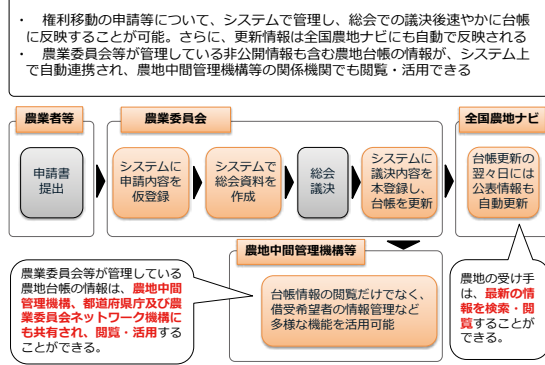 ・　権利移動の申請等について、システムで管理し、総会での議決後速やかに台帳
に反映することが可能。さらに、更新情報は全国農地ナビにも自動で反映される
・　農業委員会等が管理している非公開情報も含む農地台帳の情報が、システム上
で自動連携され、農地中間管理機構等の関係機関でも閲覧・活用できる
農業者等
農業委員会
全国農地ナビ
申請書
提出
システムに
申請内容を
仮登録
システムで
総会資料を
作成
総会
議決
システムに
議決内容を
本登録し、
台帳を更新
台帳更新の
翌々日には
公表情報も
自動更新
農地中間管理機構等
農業委員会等が管理している
農地台帳の情報は、農地中間
管理機構、都道府県庁及び農
業委員会ネットワーク機構に
も共有され、閲覧・活用する
ことができる。
台帳情報の閲覧だけでなく、
借受希望者の情報管理など
多様な機能を活用可能
農地の受け手
は、最新の情
報を検索・閲
覧することが
できる。